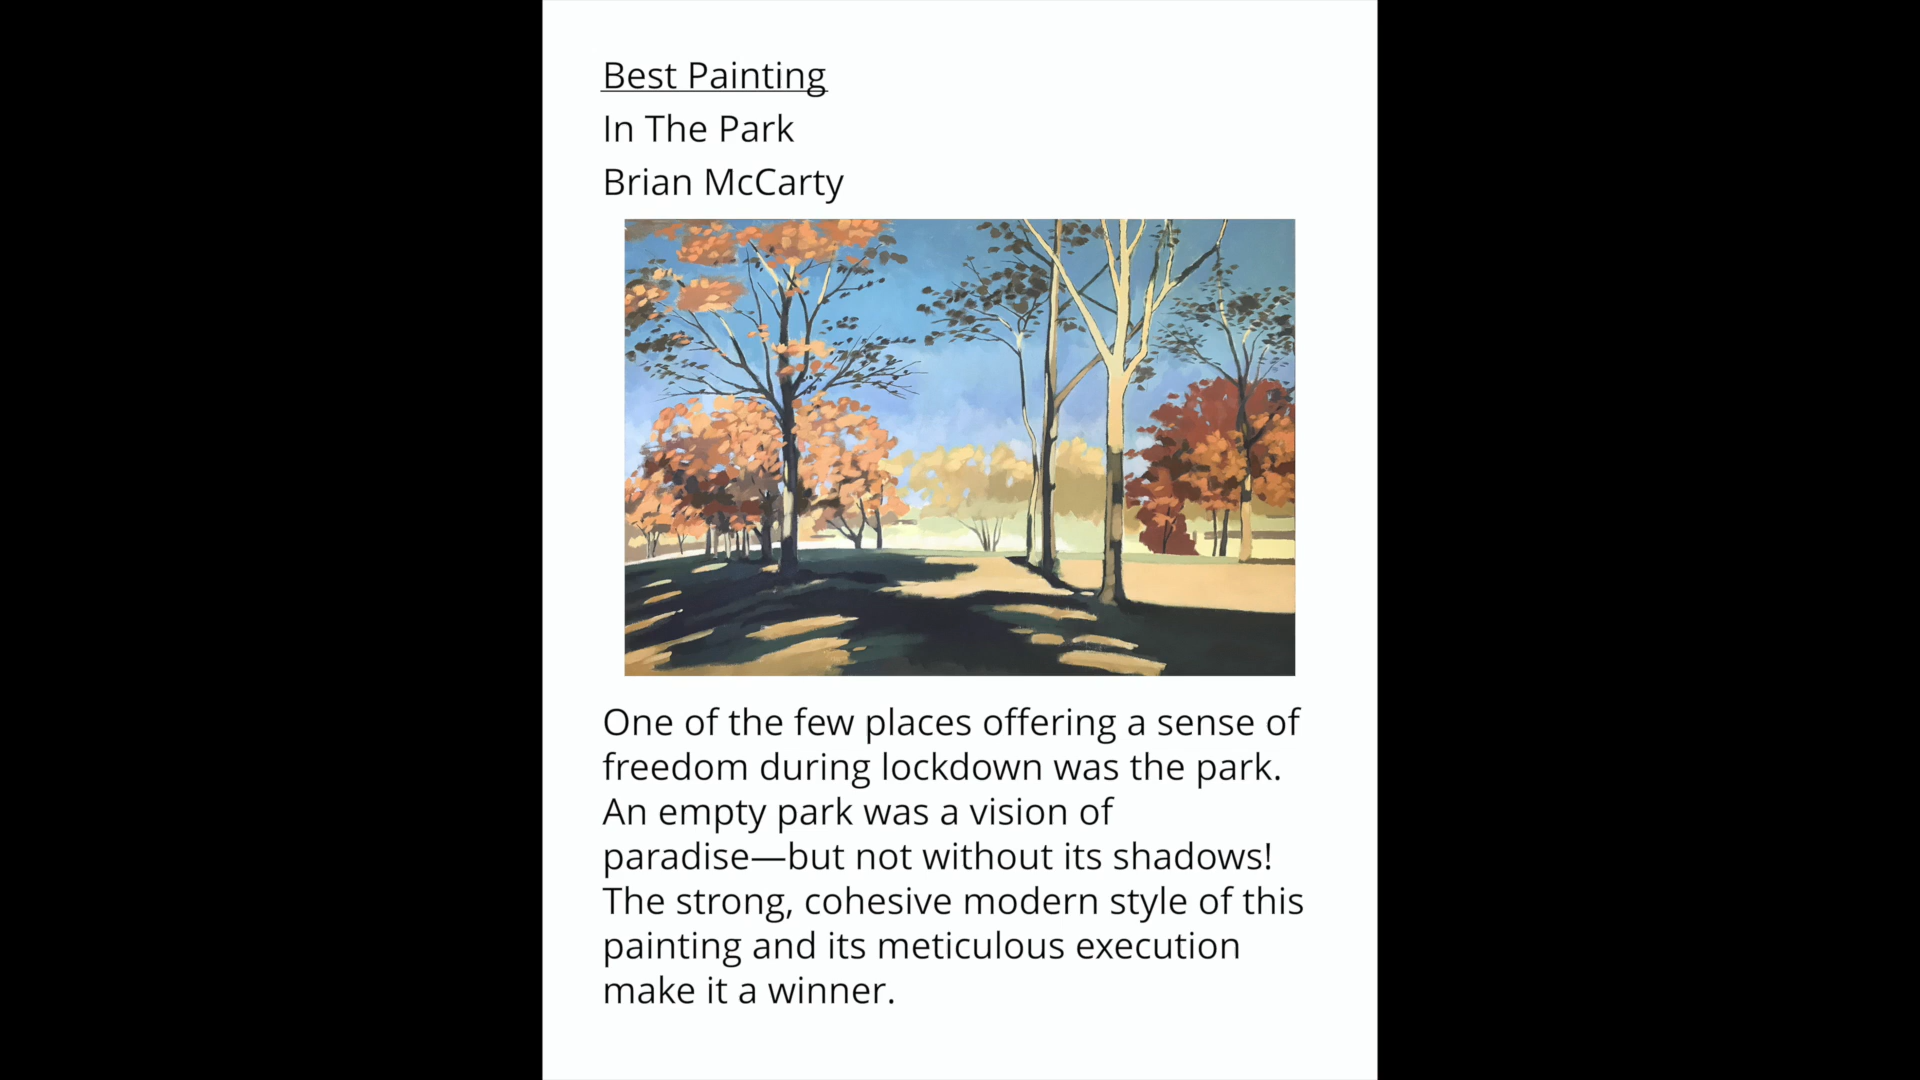 Best Painting
In The Park
Brian McCarty
One of the few places offering a sense of
freedom during lockdown was the park.
An empty park was a vision of
paradise—but not without its shadows!
The strong, cohesive modern style of this
painting and its meticulous execution
make it a winner.